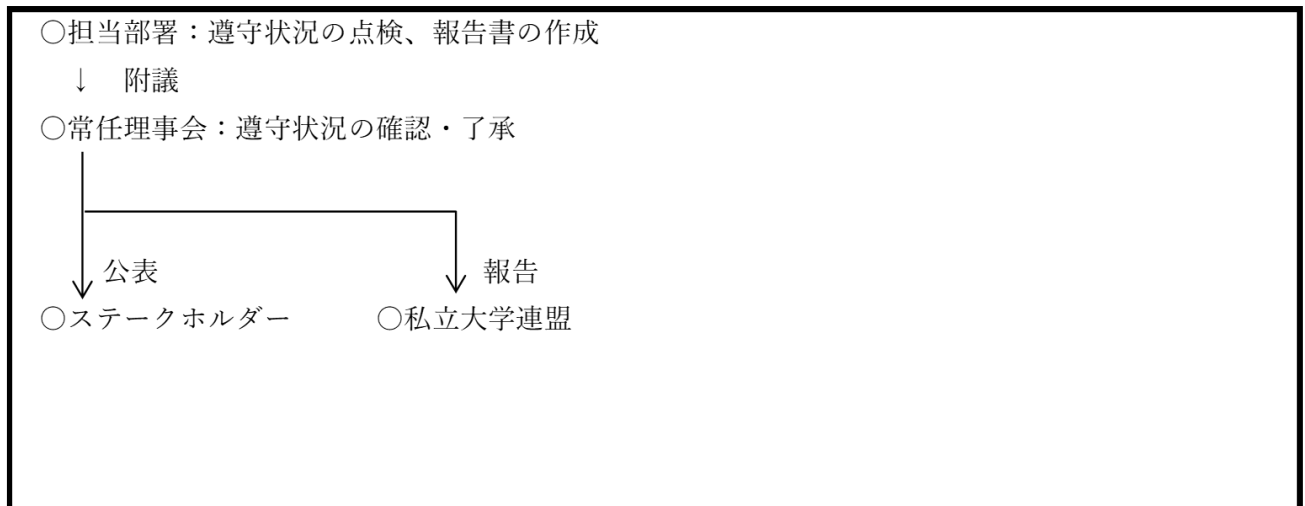 ○担当部署：遵守状況の点検、報告書の作成
↓　附議
○常任理事会：遵守状況の確認・了承
公表　報告
○ステークホルダー　○私立大学連盟